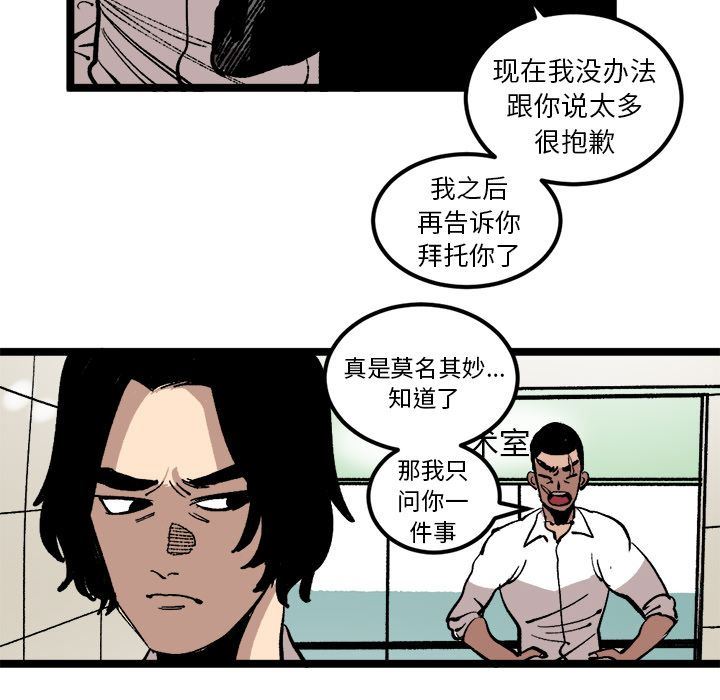 现在我没办法
跟你说太多
很抱歉
我之后
再告诉你
拜托你了
真是莫名其妙…
知道了
术室
那我只
问你一
件事